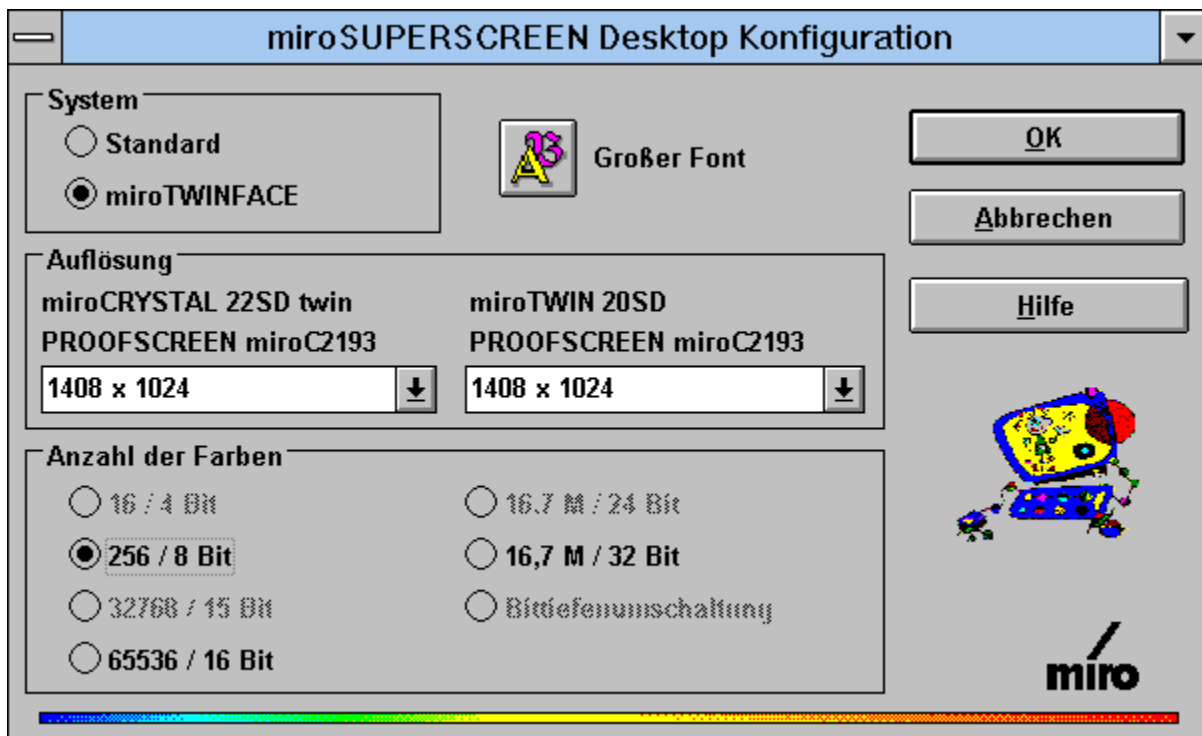 miroSUPERSCREEN Desktop Konfiguration
System
Standard
miroTWINFACE
Großer Font
OK
Abbrechen
Hilfe
Auflösung
miroCRYSTAL 22SD twin
PROOFSCREEN miroC2193
1408 x 1024
miroTWIN 20SD
PROOFSCREEN miroC2193
1408 x 1024
Anzahl der Farben
16 / 4 Bit
256 / 8 Bit
32768 / 15 Bit
65536 / 16 Bit
16.7 M / 24 Bit
16,7 M / 32 Bit
Bittiefenumschaltung
miro